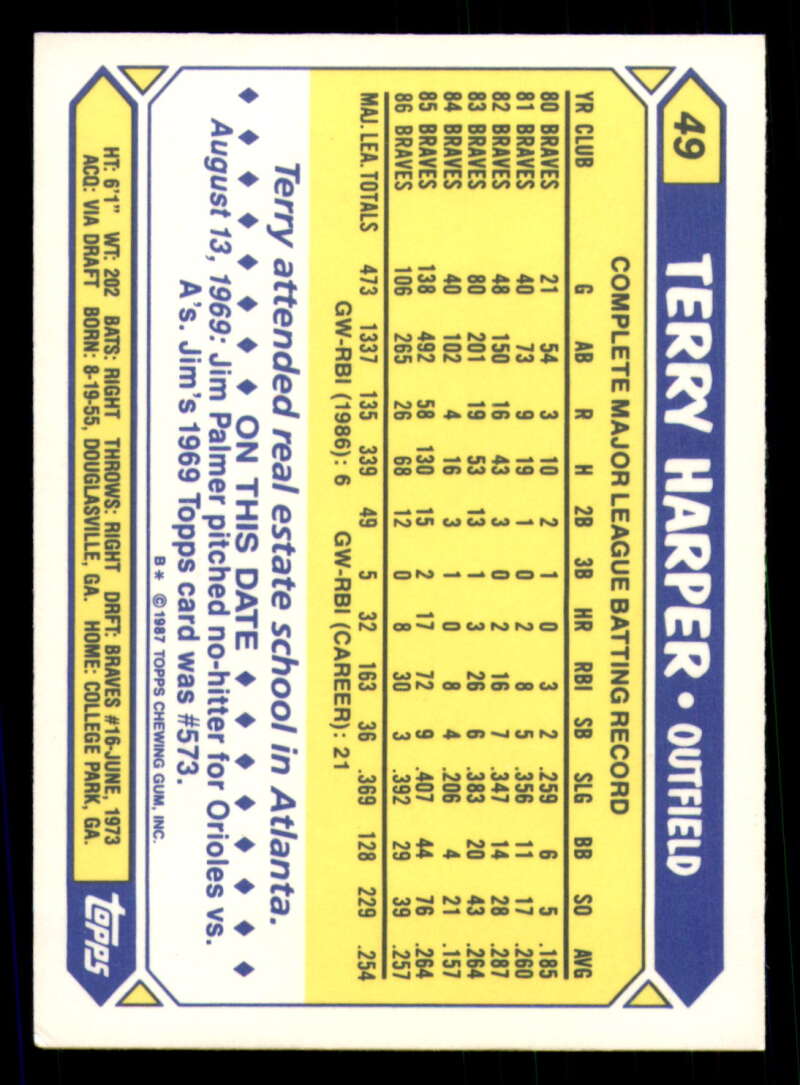 49
TERRY HARPER • OUTFIELD
COMPLETE MAJOR LEAGUE BATTING RECORD
YR CLUB G AB R H 2B 3B HR RBI SB SLG BB SO AVG
80 BRAVES 21 54 3 10 2 1 0 3 2 .259 6 5 .185
81 BRAVES 40 73 9 19 1 0 2 8 5 .356 11 17 .260
82 BRAVES 48 150 16 43 3 0 2 16 7 .347 14 28 .287
83 BRAVES 80 201 19 53 13 1 3 26 6 .383 20 43 .264
84 BRAVES 40 102 4 16 3 1 0 8 4 .206 4 21 .157
85 BRAVES 138 492 58 130 15 2 17 72 9 .407 44 76 .264
86 BRAVES 106 265 26 68 12 0 8 30 3 .392 29 39 .257
MAJ. LEA. TOTALS 473 1337 135 339 49 5 32 163 36 .369 128 229 .254
GW-RBI (1986): 6 GW-RBI (CAREER): 21
Terry attended real estate school in Atlanta.
♦ ♦ ♦ ♦ ♦ ♦ ♦ ♦ ON THIS DATE ♦ ♦ ♦ ♦ ♦ ♦ ♦ ♦
August 13, 1969: Jim Palmer pitched no-hitter for Orioles vs.
A's. Jim's 1969 Topps card was #573.
B* ©1987 TOPPS CHEWING GUM, INC.
HT: 6'1" WT: 202 BATS: RIGHT THROWS: RIGHT DRFT: BRAVES #16-JUNE, 1973
ACQ: VIA DRAFT BORN: 8-19-55, DOUGLASVILLE, GA. HOME: COLLEGE PARK, GA.
topps